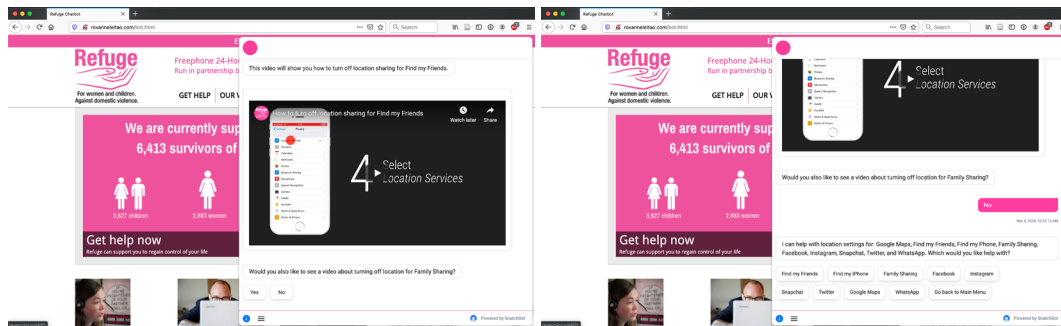 Refuge Chatbot
roxanneleitao.com/bot.html
Search
Refuge
For women and children.
Against domestic violence.
Freephone 24-Ho
Run in partnership b
GET HELP
OUR V
We are currently sup
6,413 survivors of
3,627 children
2,683 women
Get help now
Refuge can support you to regain control of your life
This video will show you how to turn off location sharing for Find my Friends.
How to turn off location sharing for Find my Friends
Watch later
Share
4
Select
Location Services
Would you also like to see a video about turning off location for Family Sharing?
Yes
No
Powered by SnatchBot
Refuge Chatbot
roxanneleitao.com/bot.html
Search
Refuge
For women and children.
Against domestic violence.
Freephone 24-Ho
Run in partnership b
GET HELP
OUR V
We are currently sup
6,413 survivors of
3,627 children
2,683 women
Get help now
Refuge can support you to regain control of your life
4
Select
Location Services
Would you also like to see a video about turning off location for Family Sharing?
No
I can help with location settings for: Google Maps, Find my Friends, Find my Phone, Family Sharing,
Facebook, Instagram, Snapchat, Twitter, and WhatsApp. Which would you like help with?
Find my Friends
Find my iPhone
Family Sharing
Facebook
Instagram
Snapchat
Twitter
Google Maps
WhatsApp
Go back to Main Menu
Powered by SnatchBot